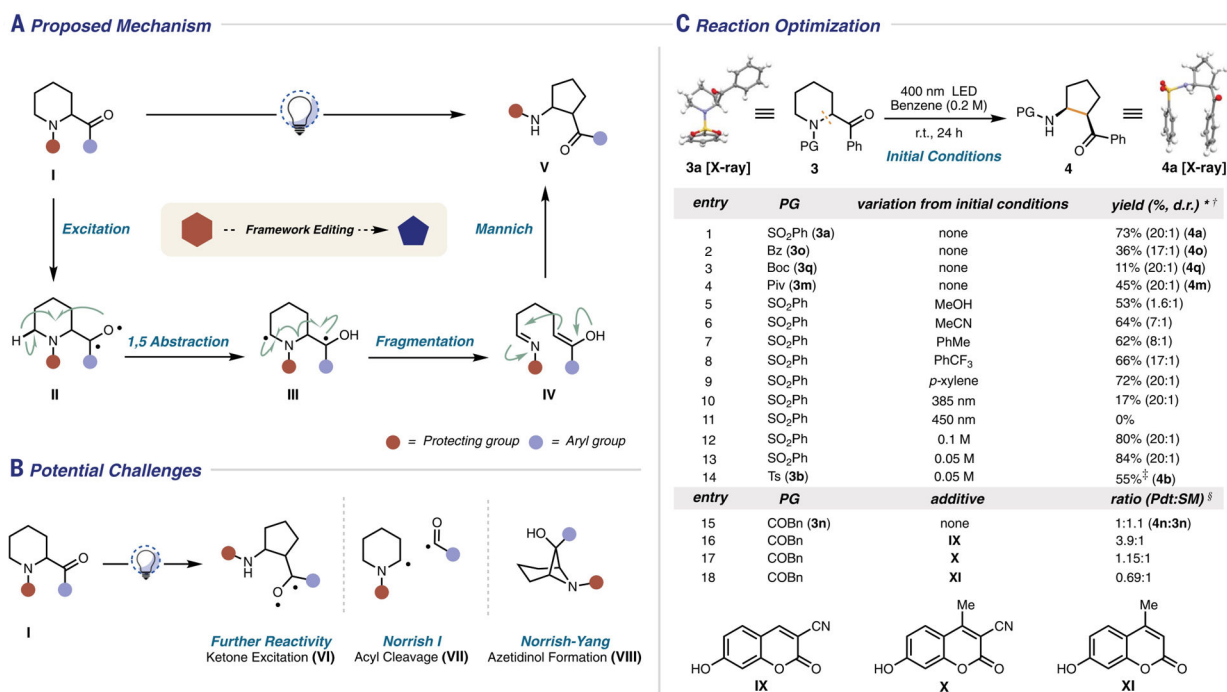 A Proposed Mechanism
N
O
I
N
H
O
V
Excitation
Framework Editing
Mannich
H
N
O•
II
1,5 Abstraction
N
OH
III
Fragmentation
N
OH
IV
= Protecting group
= Aryl group
B Potential Challenges
N
O
I
N
H
O
Further Reactivity
Ketone Excitation (VI)
N
O
Norrish I
Acyl Cleavage (VII)
HO
N
Norrish-Yang
Azetidinol Formation (VIII)
C Reaction Optimization
3a [X-ray]
N
PG
O
Ph
3
400 nm LED
Benzene (0.2 M)
r.t., 24 h
Initial Conditions
PG
N
H
O
Ph
4
4a [X-ray]
entry PG variation from initial conditions yield (%, d.r.) * †
1 SO2Ph (3a) none 73% (20:1) (4a)
2 Bz (3o) none 36% (17:1) (4o)
3 Boc (3q) none 11% (20:1) (4q)
4 Piv (3m) none 45% (20:1) (4m)
5 SO2Ph MeOH 53% (1.6:1)
6 SO2Ph MeCN 64% (7:1)
7 SO2Ph PhMe 62% (8:1)
8 SO2Ph PhCF3 66% (17:1)
9 SO2Ph p-xylene 72% (20:1)
10 SO2Ph 385 nm 17% (20:1)
11 SO2Ph 450 nm 0%
12 SO2Ph 0.1 M 80% (20:1)
13 SO2Ph 0.05 M 84% (20:1)
14 Ts (3b) 0.05 M 55%‡ (4b)
entry PG additive ratio (Pdt:SM) §
15 COBn (3n) none 1:1.1 (4n:3n)
16 COBn IX 3.9:1
17 COBn X 1.15:1
18 COBn XI 0.69:1
HO
O
O
CN
IX
Me
HO
O
O
CN
X
Me
HO
O
O
XI